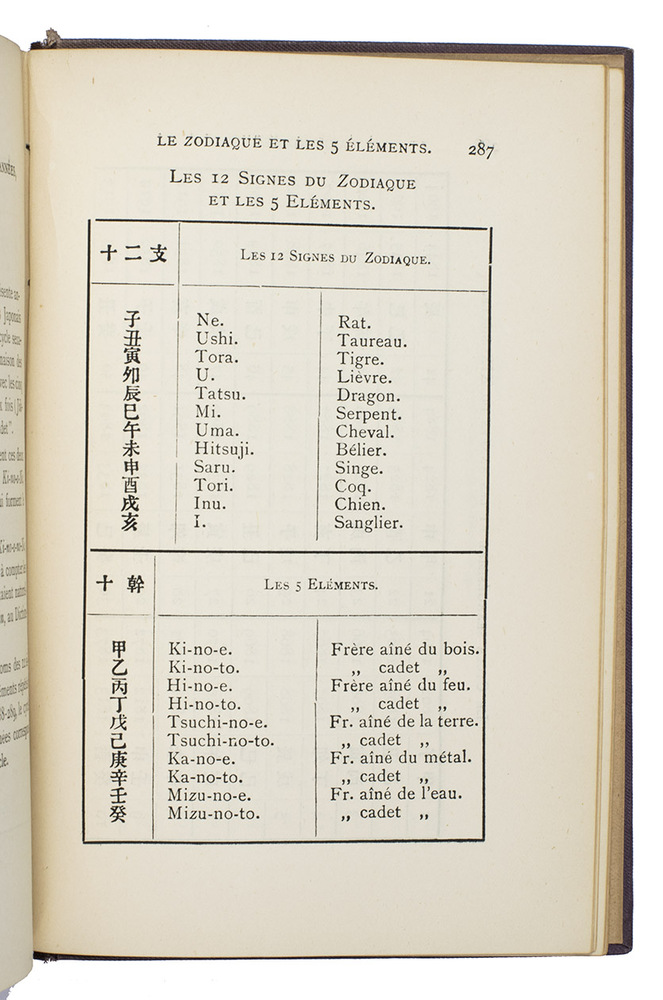 ANNÉES,
LE ZODIAQUE ET LES 5 ÉLÉMENTS. 287
LES 12 SIGNES DU ZODIAQUE
ET LES 5 ELÉMENTS.
十二支 LES 12 SIGNES DU ZODIAQUE.
子 Ne. Rat.
丑 Ushi. Taureau.
寅 Tora. Tigre.
卯 U. Lièvre.
辰 Tatsu. Dragon.
巳 Mi. Serpent.
午 Uma. Cheval.
未 Hitsuji. Bélier.
申 Saru. Singe.
酉 Tori. Coq.
戌 Inu. Chien.
亥 I. Sanglier.
十幹 LES 5 ELÉMENTS.
甲 Ki-no-e. Frère aîné du bois.
乙 Ki-no-to. „ cadet „
丙 Hi-no-e. Frère aîné du feu.
丁 Hi-no-to. „ cadet „
戊 Tsuchi-no-e. Fr. aîné de la terre.
己 Tsuchi-no-to. „ cadet „
庚 Ka-no-e. Fr. aîné du métal.
辛 Ka-no-to. „ cadet „
壬 Mizu-no-e. Fr. aîné de l'eau.
癸 Mizu-no-to. „ cadet „